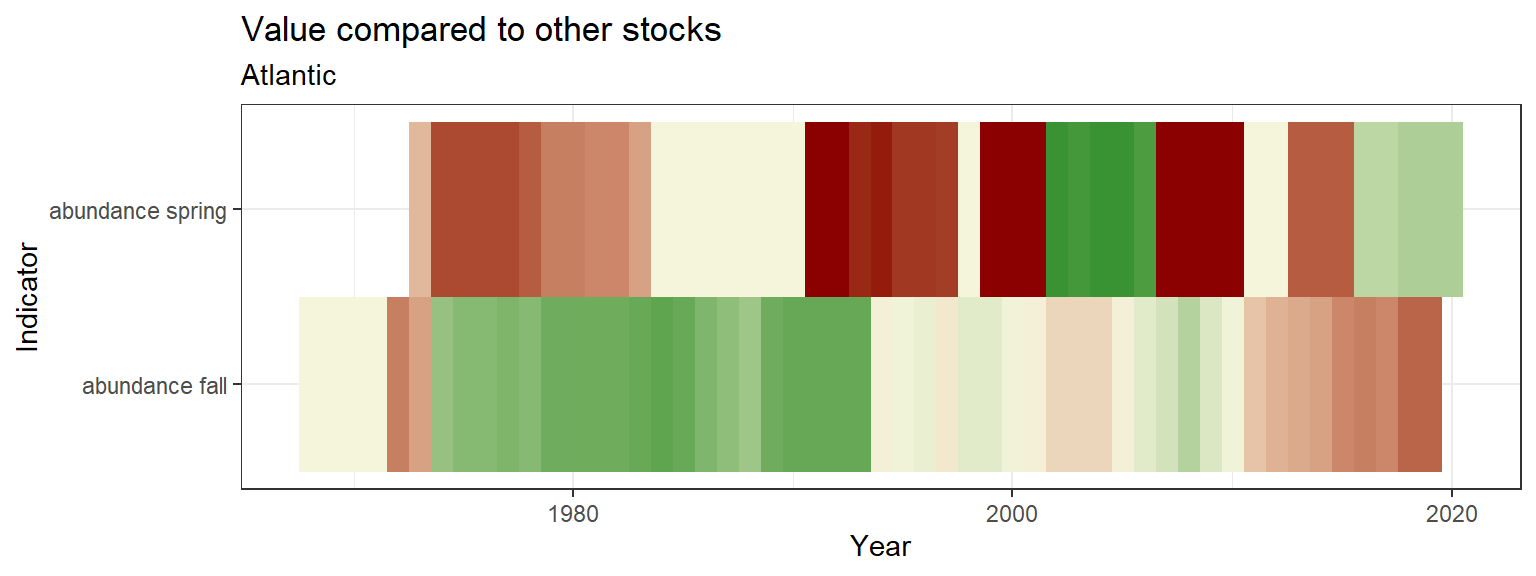 Value compared to other stocks
Atlantic
Indicator
abundance spring
abundance fall
1980 2000 2020
Year